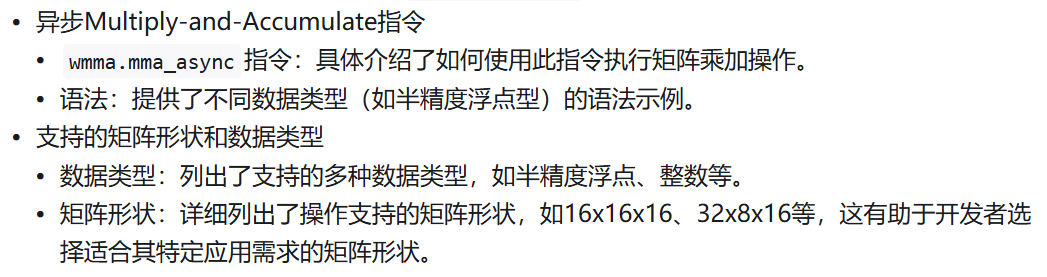 异步Multiply-and-Accumulate指令
wmma.mma_async 指令：具体介绍了如何使用此指令执行矩阵乘加操作。
语法：提供了不同数据类型（如半精度浮点型）的语法示例。
支持的矩阵形状和数据类型
数据类型：列出了支持的多种数据类型，如半精度浮点、整数等。
矩阵形状：详细列出了操作支持的矩阵形状，如16x16x16、32x8x16等，这有助于开发者选
择适合其特定应用需求的矩阵形状。